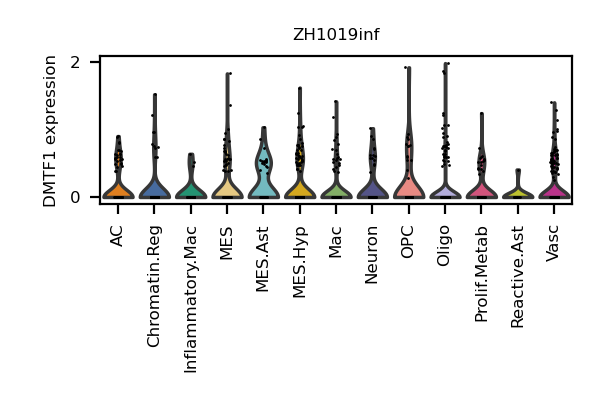 ZH1019inf
DMTF1 expression
2
0
AC
Chromatin.Reg
Inflammatory.Mac
MES
MES.Ast
MES.Hyp
Mac
Neuron
OPC
Oligo
Prolif.Metab
Reactive.Ast
Vasc